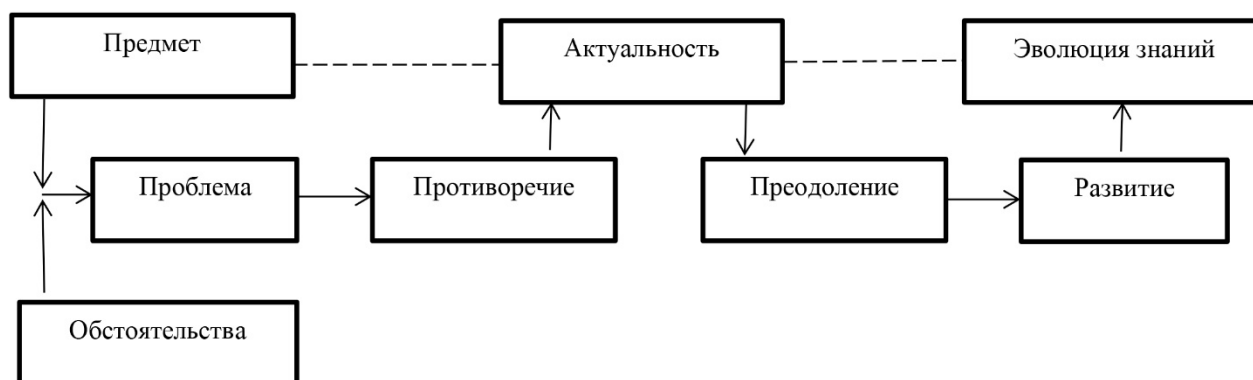 Предмет
Актуальность
Эволюция знаний
Проблема
Противоречие
Преодоление
Развитие
Обстоятельства